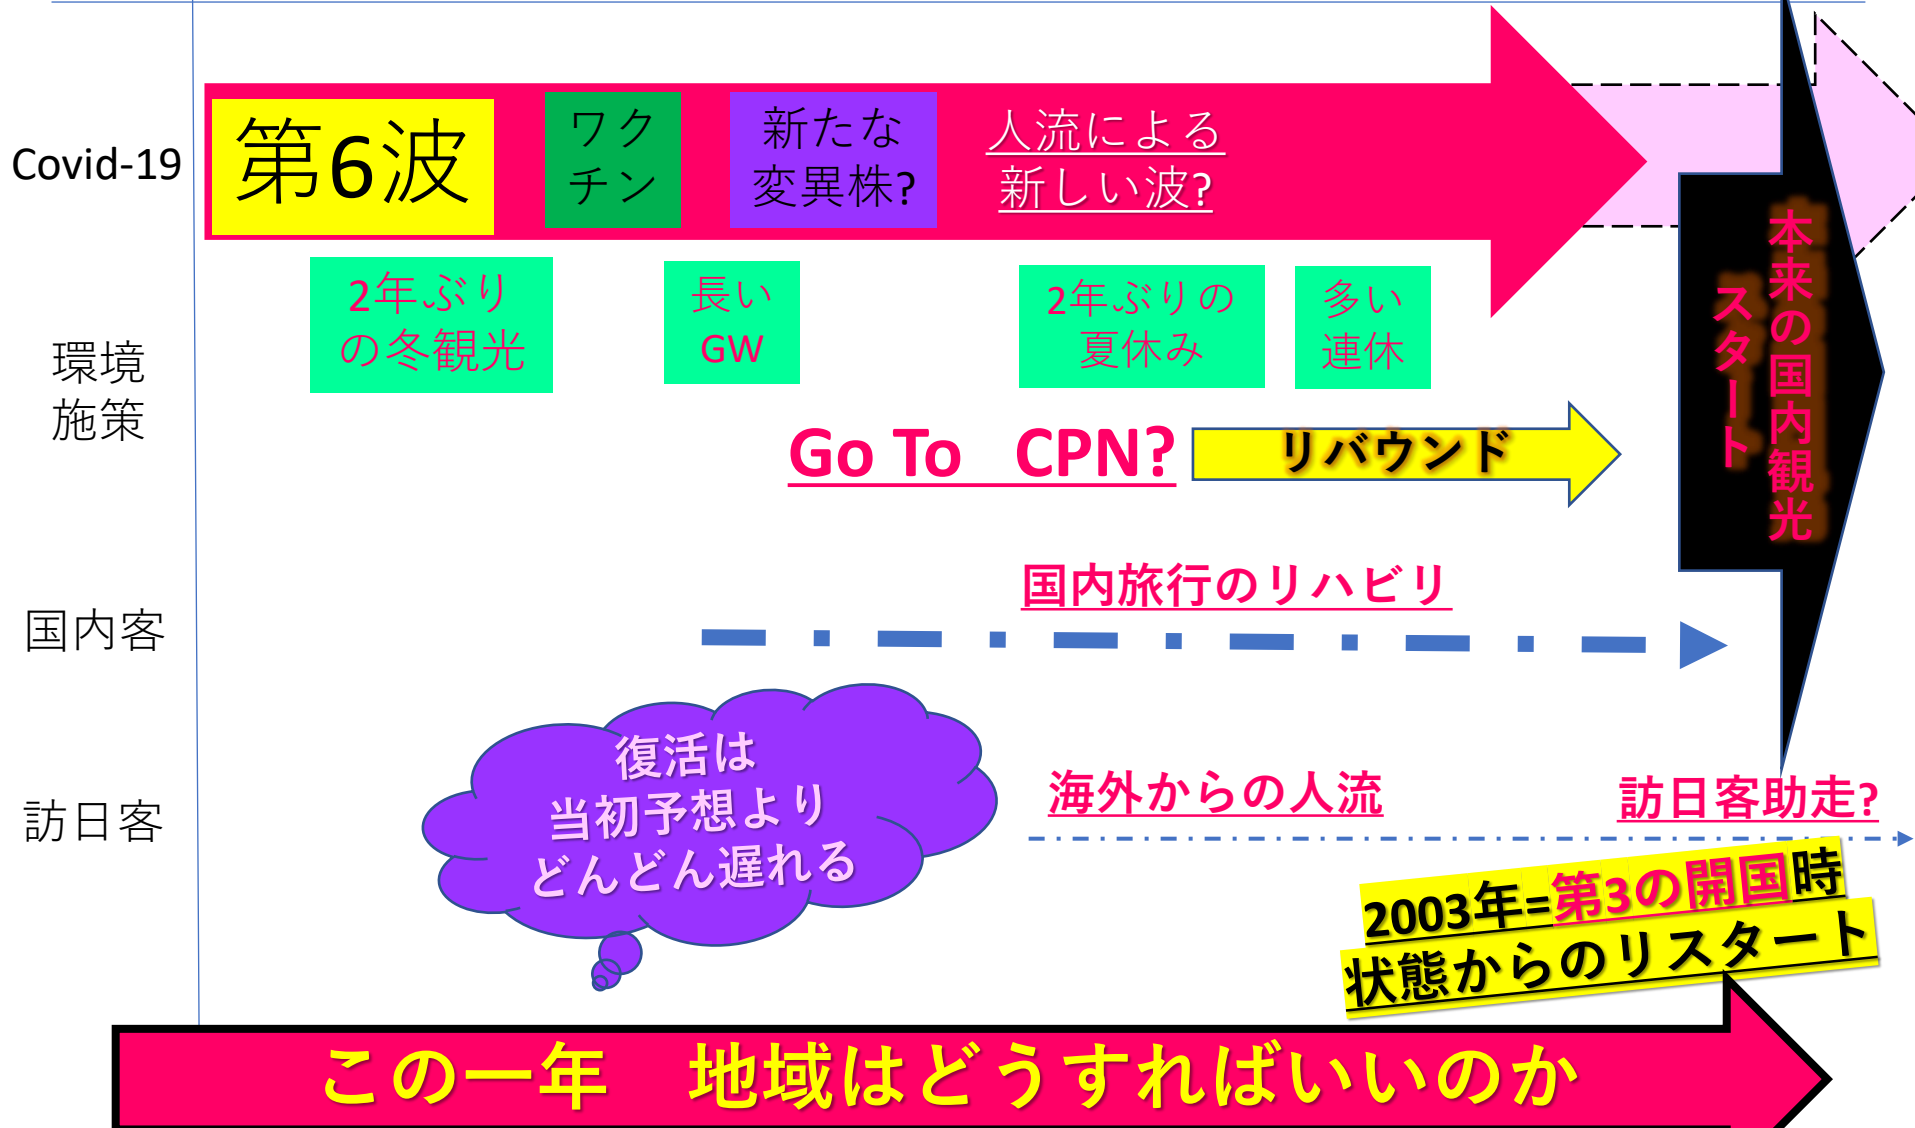 Covid-19
第6波
ワク
チン
新たな
変異株?
人流による
新しい波?
環境
施策
2年ぶり
の冬観光
長い
GW
2年ぶりの
夏休み
多い
連休
Go To　CPN?
リバウンド
本来の国内観光
スタート
国内客
国内旅行のリハビリ
訪日客
復活は
当初予想より
どんどん遅れる
海外からの人流
訪日客助走?
2003年=第3の開国時
状態からのリスタート
この一年　地域はどうすればいいのか